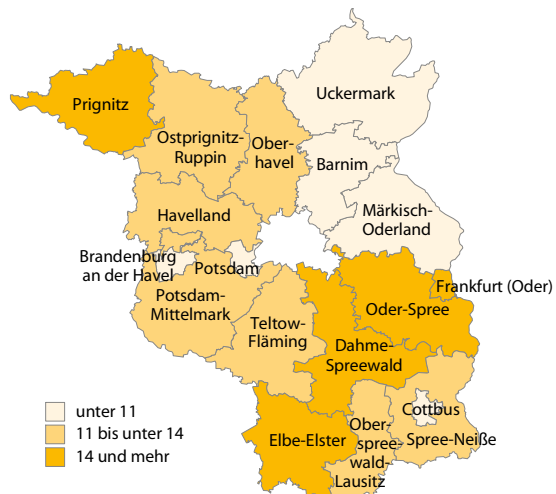 Uckermark
Prignitz
Ostprignitz-
Ruppin
Ober-
havel
Barnim
Havelland
Märkisch-
Oderland
Brandenburg
an der Havel
Potsdam
Frankfurt (Oder)
Potsdam-
Mittelmark
Oder-Spree
Teltow-
Fläming
Dahme-
Spreewald
Cottbus
Elbe-Elster
Ober-
spree-
wald-
Lausitz
Spree-Neiße
unter 11
11 bis unter 14
14 und mehr